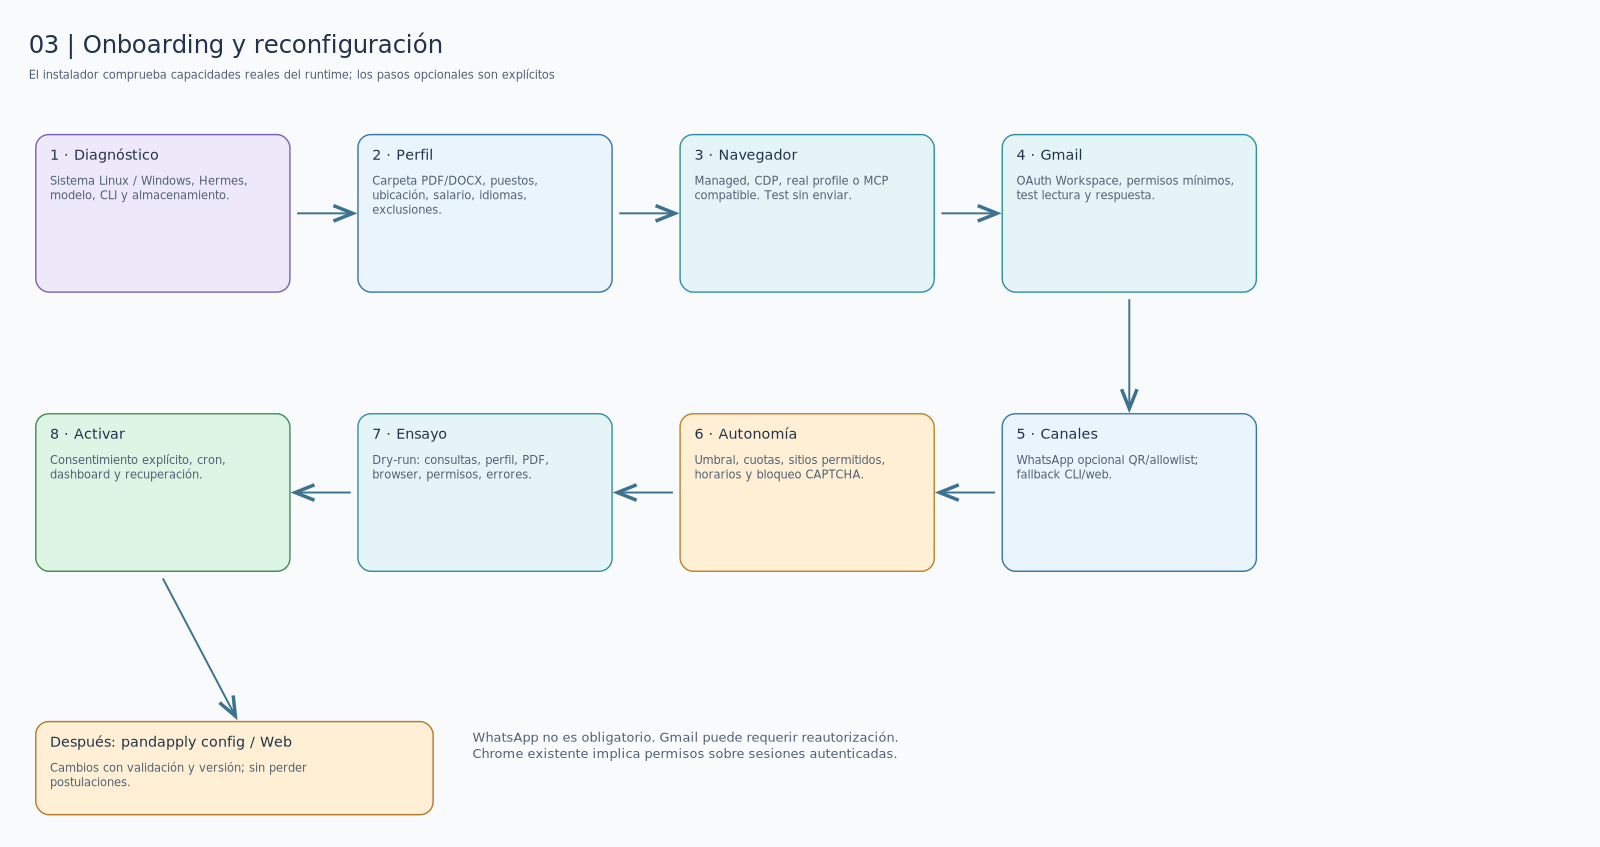 03 | Onboarding y reconfiguración
El instalador comprueba capacidades reales del runtime; los pasos opcionales son explícitos
1 · Diagnóstico
Sistema Linux / Windows, Hermes,
modelo, CLI y almacenamiento.
2 · Perfil
Carpeta PDF/DOCX, puestos,
ubicación, salario, idiomas,
exclusiones.
3 · Navegador
Managed, CDP, real profile o MCP
compatible. Test sin enviar.
4 · Gmail
OAuth Workspace, permisos mínimos,
test lectura y respuesta.
8 · Activar
Consentimiento explícito, cron,
dashboard y recuperación.
7 · Ensayo
Dry-run: consultas, perfil, PDF,
browser, permisos, errores.
6 · Autonomía
Umbral, cuotas, sitios permitidos,
horarios y bloqueo CAPTCHA.
5 · Canales
WhatsApp opcional QR/allowlist;
fallback CLI/web.
Después: pandapply config / Web
Cambios con validación y versión; sin perder
postulaciones.
WhatsApp no es obligatorio. Gmail puede requerir reautorización.
Chrome existente implica permisos sobre sesiones autenticadas.